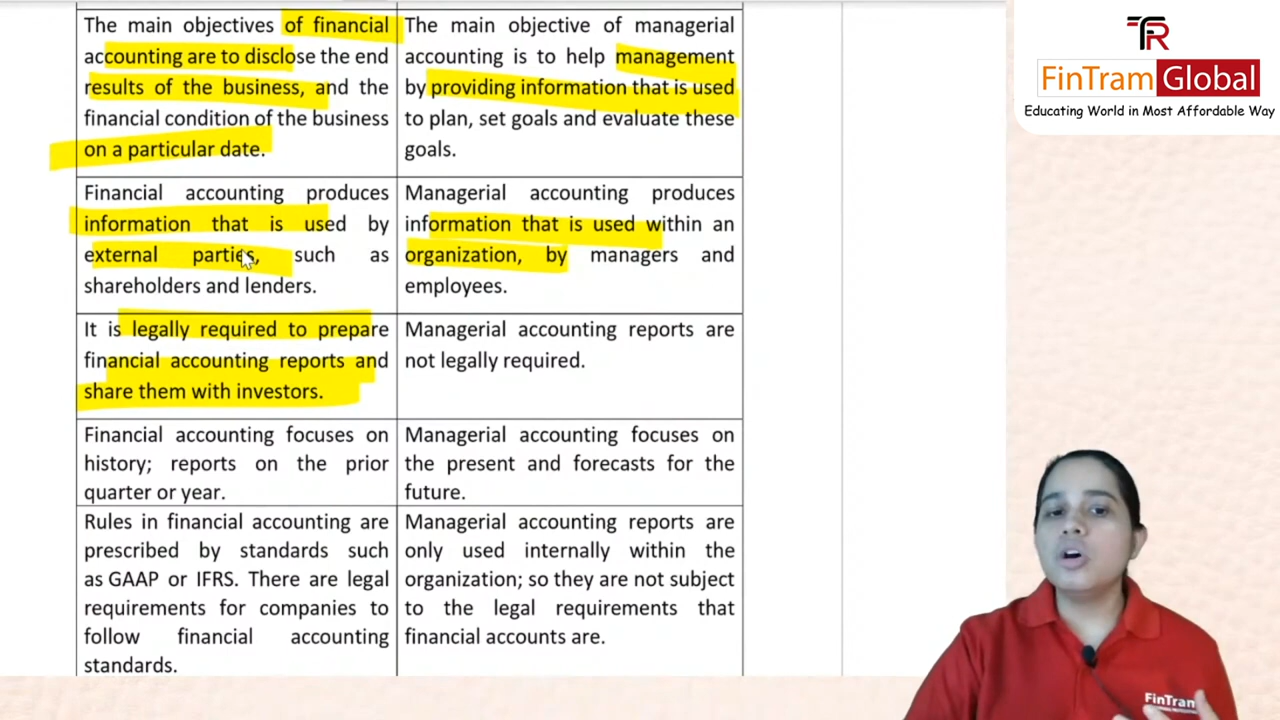 The main objectives of financial
accounting are to disclose the end
results of the business, and the
financial condition of the business
on a particular date.
The main objective of managerial
accounting is to help management
by providing information that is used
to plan, set goals and evaluate these
goals.
Financial accounting produces
information that is used by
external parties, such as
shareholders and lenders.
Managerial accounting produces
information that is used within an
organization, by managers and
employees.
It is legally required to prepare
financial accounting reports and
share them with investors.
Managerial accounting reports are
not legally required.
Financial accounting focuses on
history; reports on the prior
quarter or year.
Managerial accounting focuses on
the present and forecasts for the
future.
Rules in financial accounting are
prescribed by standards such
as GAAP or IFRS. There are legal
requirements for companies to
follow financial accounting
standards.
Managerial accounting reports are
only used internally within the
organization; so they are not subject
to the legal requirements that
financial accounts are.
FinTram Global
Educating World in Most Affordable Way
FinTram